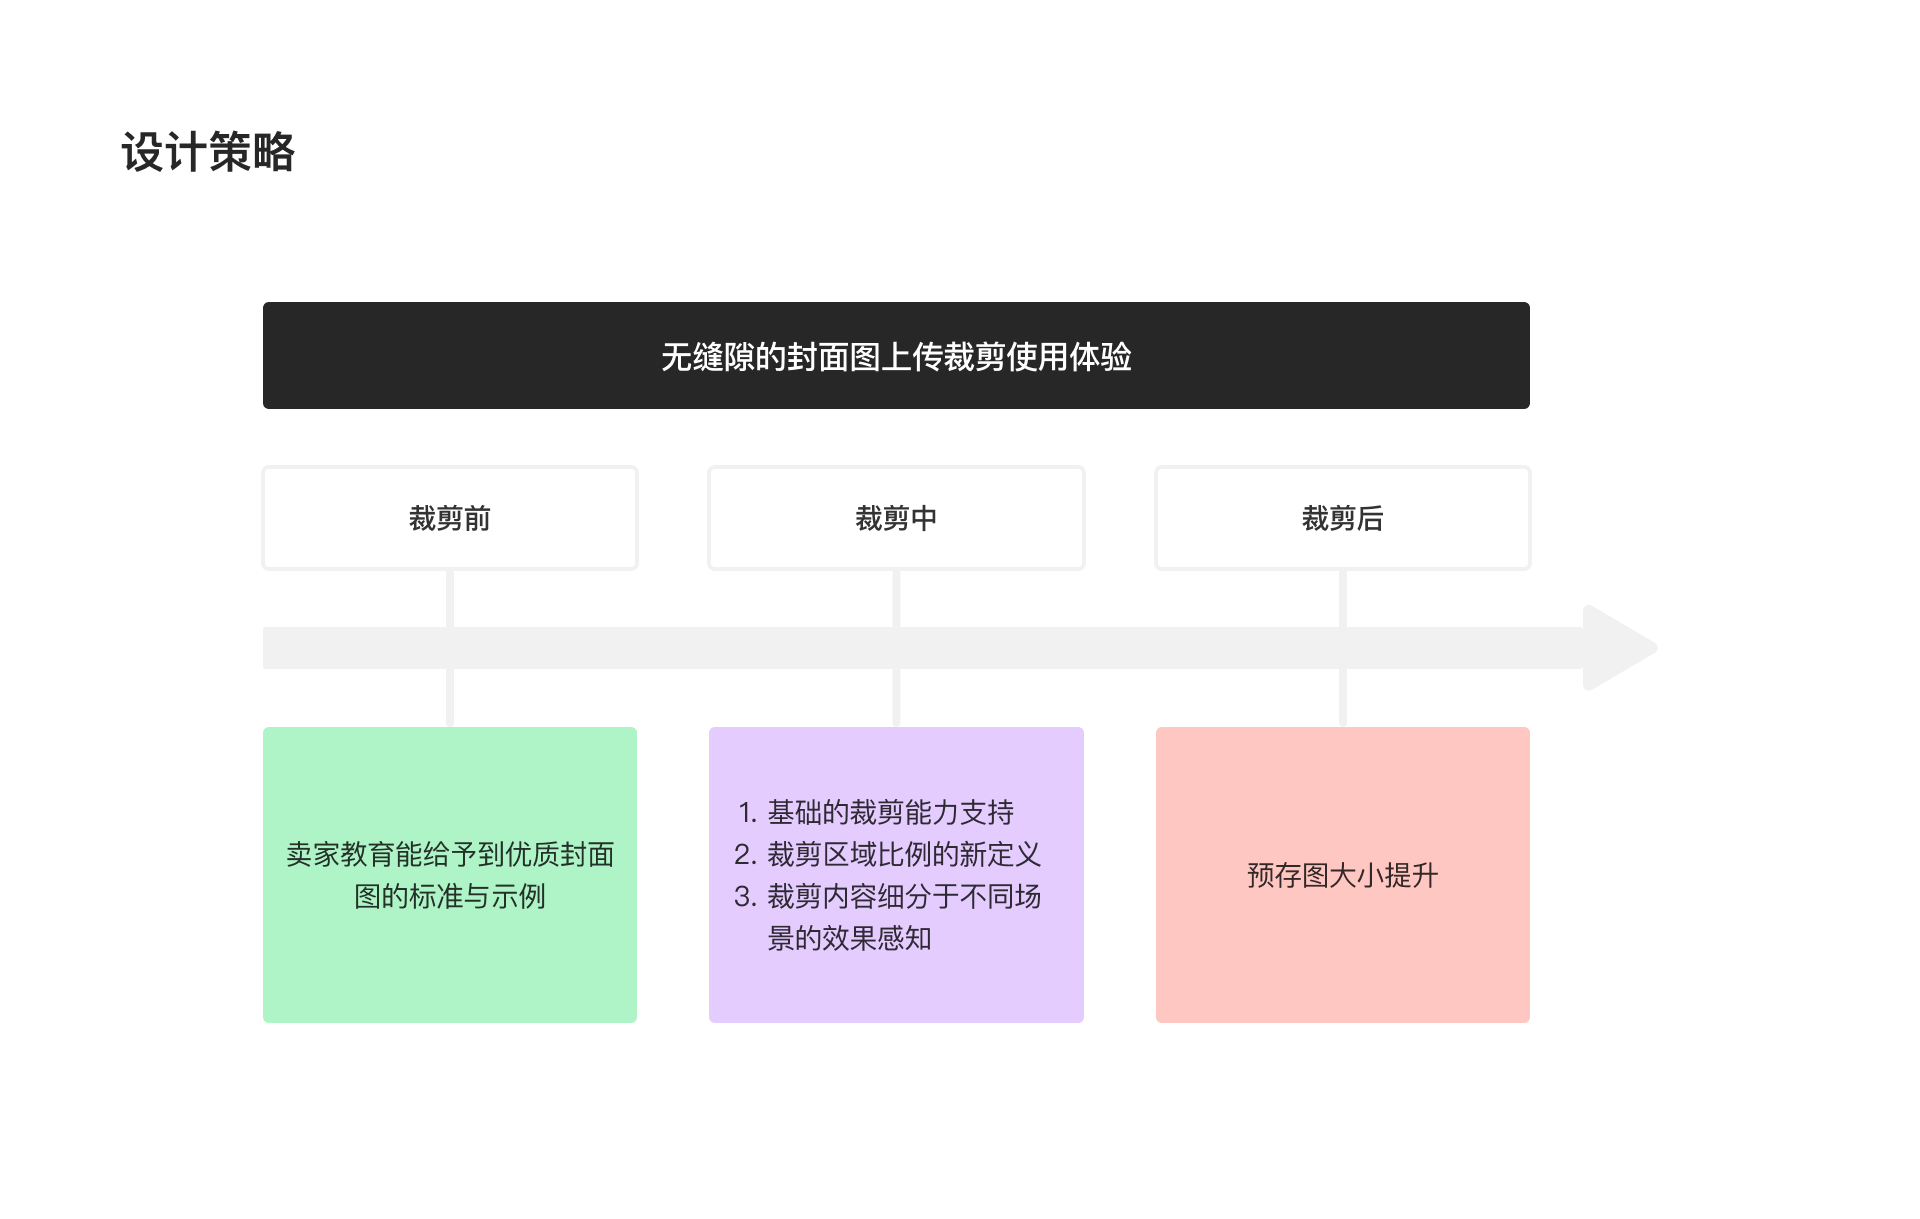 设计策略
无缝隙的封面图上传裁剪使用体验
裁剪前
裁剪中
裁剪后
卖家教育能给予到优质封面
图的标准与示例
1. 基础的裁剪能力支持
2. 裁剪区域比例的新定义
3. 裁剪内容细分于不同场
景的效果感知
预存图大小提升